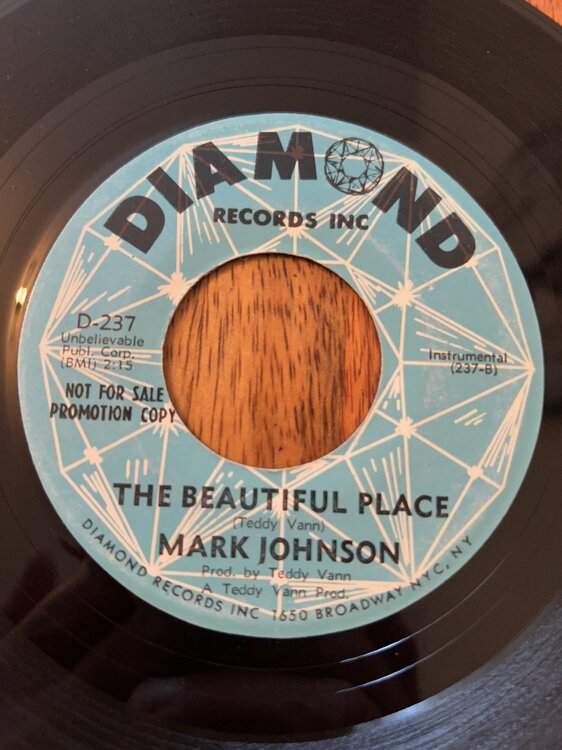 DIAMOND
RECORDS INC
D-237
Unbelievable
Publ. Corp.
(BMI) 2:15
NOT FOR SALE
PROMOTION COPY
Instrumental
(237-B)
THE BEAUTIFUL PLACE
(Teddy Vann)
MARK JOHNSON
Prod. by Teddy Vann
A Teddy Vann Prod.
DIAMOND RECORDS INC 1650 BROADWAY NYC, NY